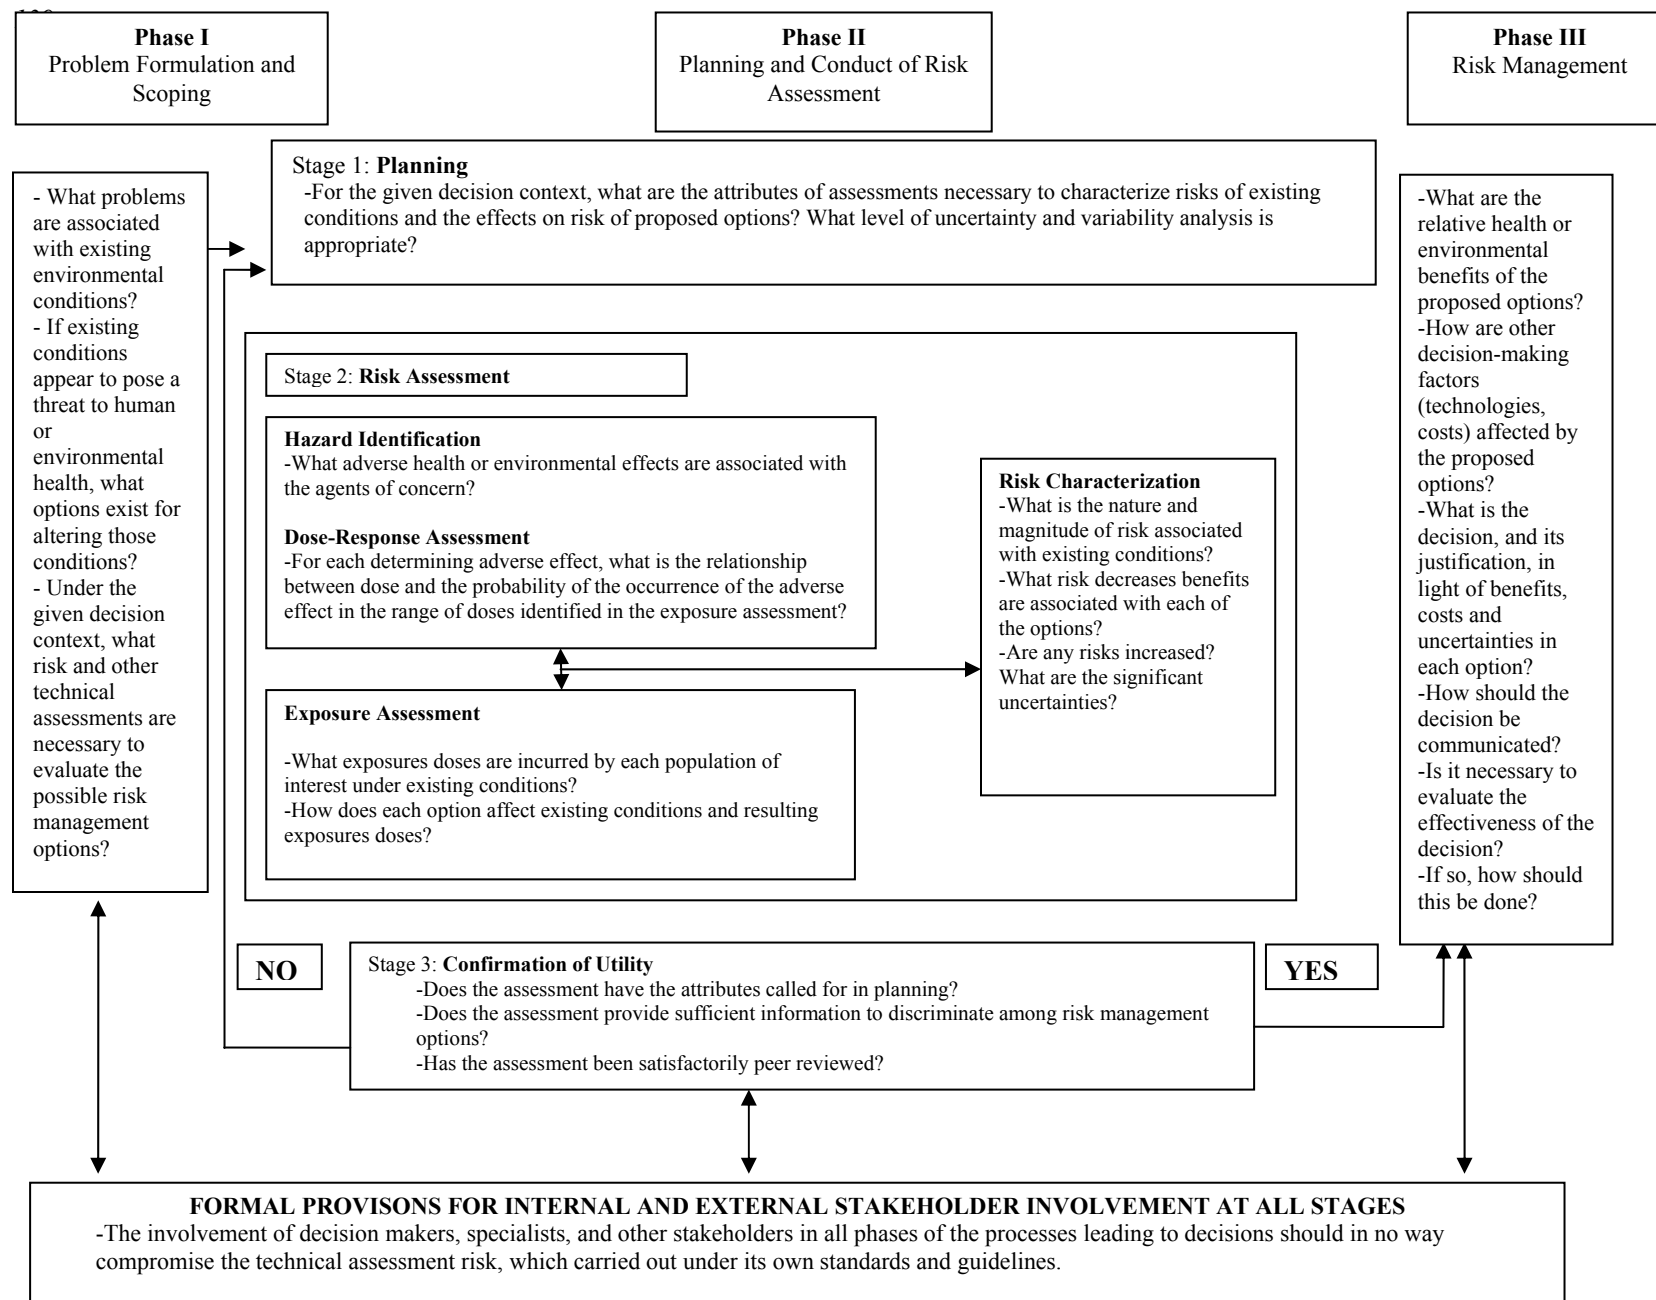 Phase I
Problem Formulation and
Scoping
Phase II
Planning and Conduct of Risk
Assessment
Phase III
Risk Management
- What problems
are associated
with existing
environmental
conditions?
- If existing
conditions
appear to pose a
threat to human
or
environmental
health, what
options exist for
altering those
conditions?
- Under the
given decision
context, what
risk and other
technical
assessments are
necessary to
evaluate the
possible risk
management
options?
Stage 1: Planning
-For the given decision context, what are the attributes of assessments necessary to characterize risks of existing
conditions and the effects on risk of proposed options? What level of uncertainty and variability analysis is
appropriate?
Stage 2: Risk Assessment
Hazard Identification
-What adverse health or environmental effects are associated with
the agents of concern?
Dose-Response Assessment
-For each determining adverse effect, what is the relationship
between dose and the probability of the occurrence of the adverse
effect in the range of doses identified in the exposure assessment?
Exposure Assessment
-What exposures doses are incurred by each population of
interest under existing conditions?
-How does each option affect existing conditions and resulting
exposures doses?
Risk Characterization
-What is the nature and
magnitude of risk associated
with existing conditions?
-What risk decreases benefits
are associated with each of
the options?
-Are any risks increased?
What are the significant
uncertainties?
NO
Stage 3: Confirmation of Utility
-Does the assessment have the attributes called for in planning?
-Does the assessment provide sufficient information to discriminate among risk management
options?
-Has the assessment been satisfactorily peer reviewed?
YES
-What are the
relative health or
environmental
benefits of the
proposed options?
-How are other
decision-making
factors
(technologies,
costs) affected by
the proposed
options?
-What is the
decision, and its
justification, in
light of benefits,
costs and
uncertainties in
each option?
-How should the
decision be
communicated?
-Is it necessary to
evaluate the
effectiveness of the
decision?
-If so, how should
this be done?
FORMAL PROVISONS FOR INTERNAL AND EXTERNAL STAKEHOLDER INVOLVEMENT AT ALL STAGES
-The involvement of decision makers, specialists, and other stakeholders in all phases of the processes leading to decisions should in no way
compromise the technical assessment risk, which carried out under its own standards and guidelines.